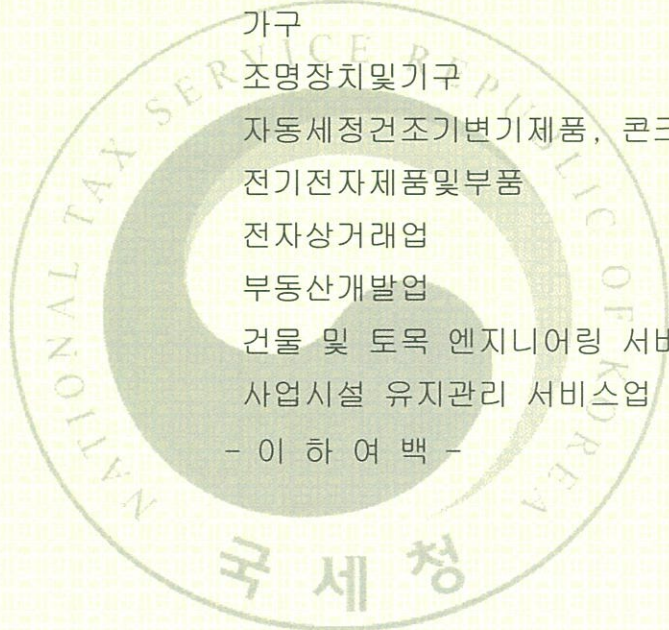 가구
조명장치및기구
자동세정건조기변기제품, 콘크
전기전자제품및부품
전자상거래업
부동산개발업
건물 및 토목 엔지니어링 서비
사업시설 유지관리 서비스업
- 이 하 여 백 -
NATIONAL TAX SERVICE REPUBLIC OF KOREA
국세청